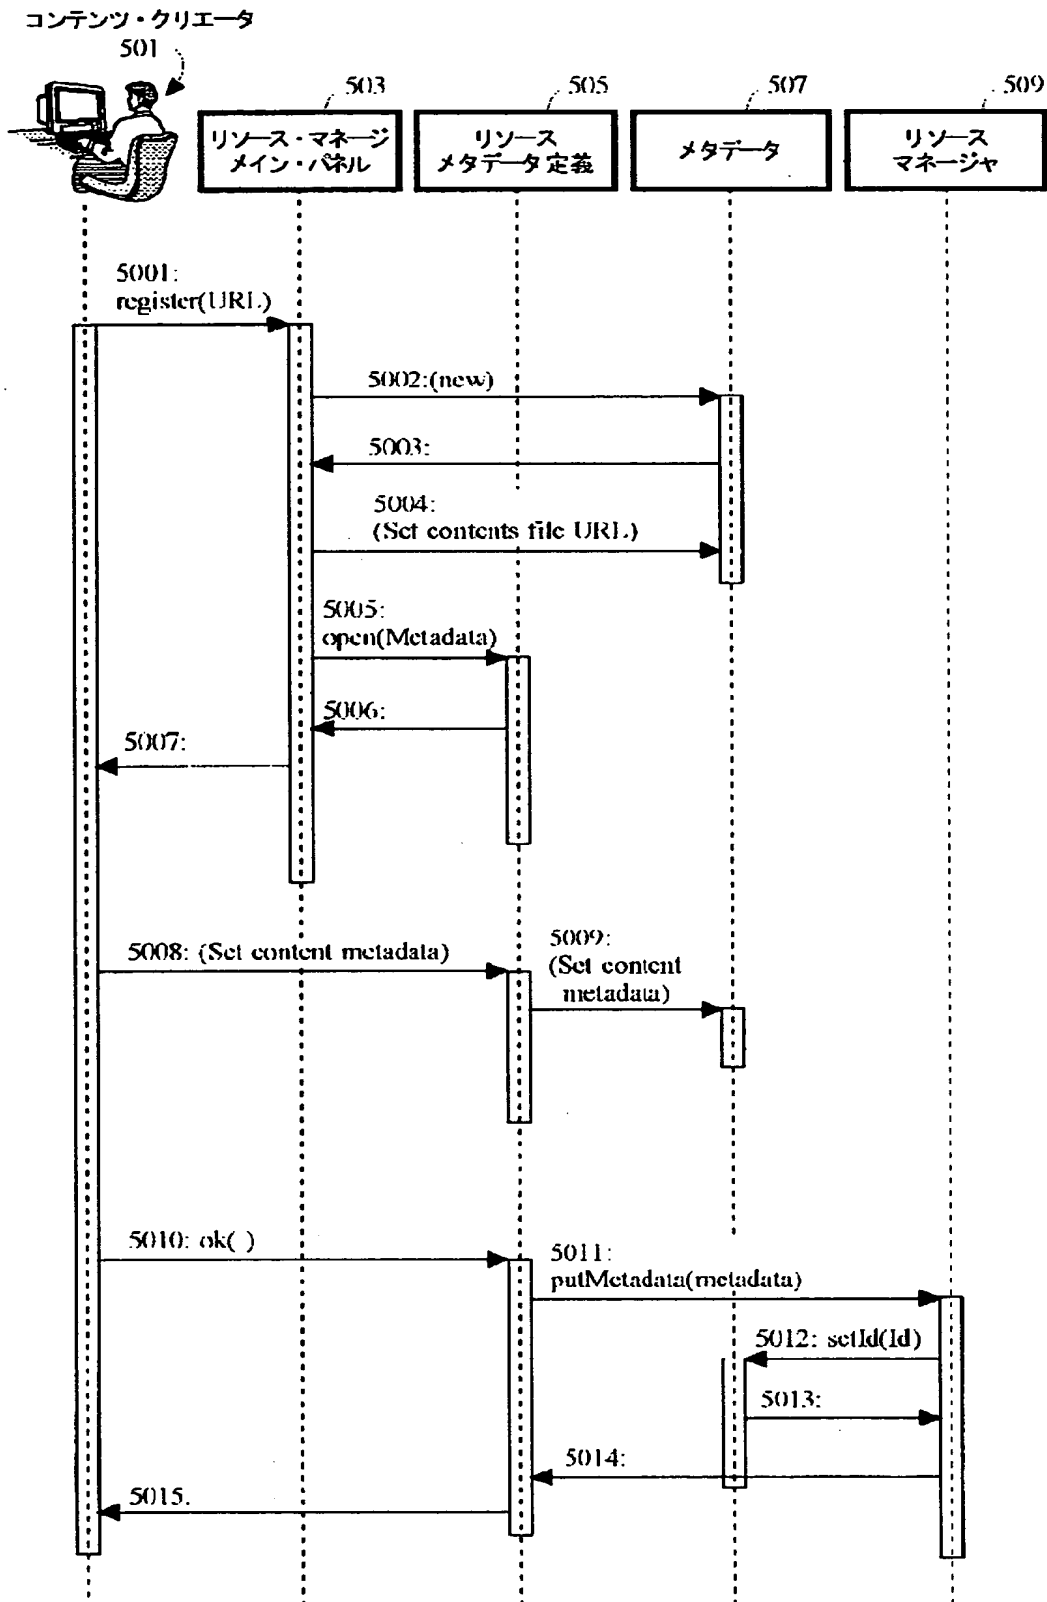 コンテンツ・クリエータ
501
503
505
507
509
リソース・マネージ
メイン・パネル
リソース
メタデータ定義
メタデータ
リソース
マネージャ
5001:
register(URL)
5002:(new)
5003:
5004:
(Set contents file URL)
5005:
open(Metadata)
5006:
5007:
5008: (Set content metadata)
5009:
(Set content
metadata)
5010: ok( )
5011:
putMetadata(metadata)
5012: setId(Id)
5013:
5014:
5015.